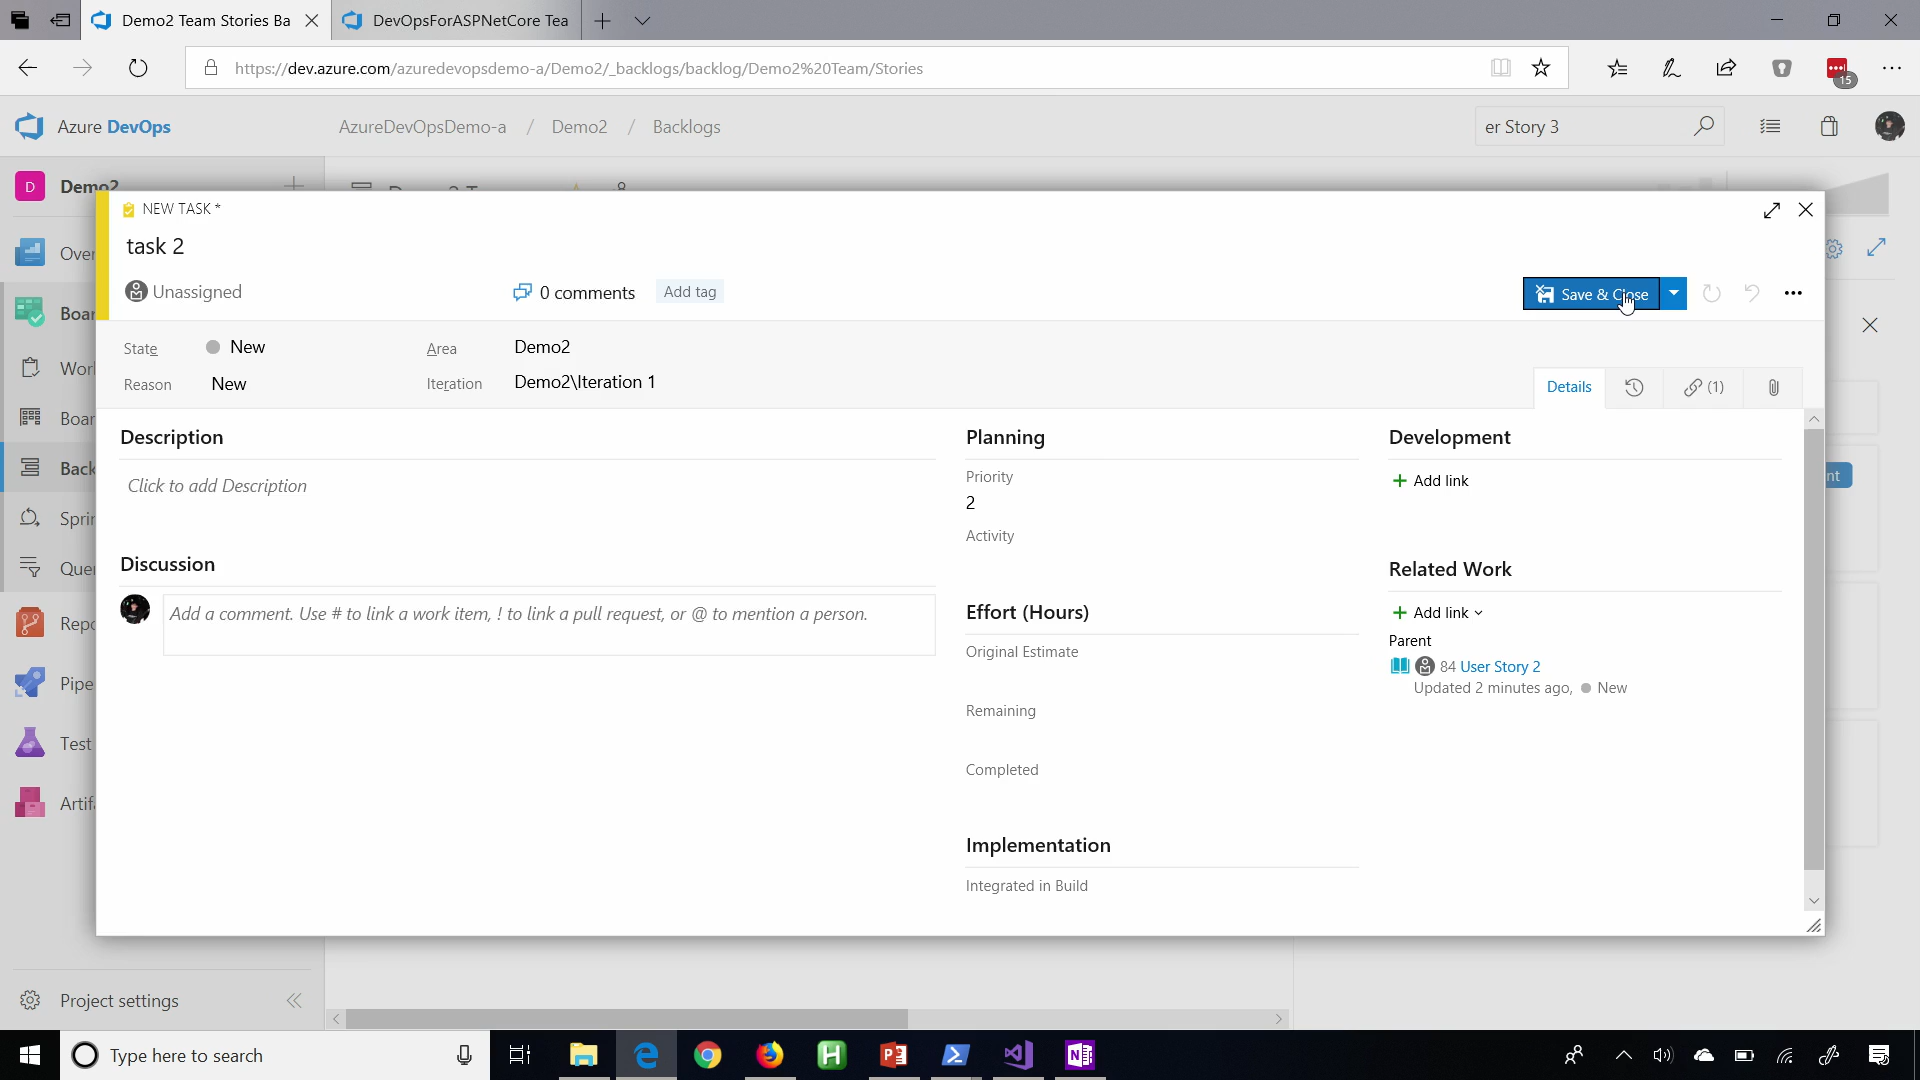 Demo2 Team Stories Ba
DevOpsForASPNetCore Tea
https://dev.azure.com/azuredevopsdemo-a/Demo2/_backlogs/backlog/Demo2%20Team/Stories
15
Azure DevOps
AzureDevOpsDemo-a / Demo2 / Backlogs
er Story 3
D Demo2
NEW TASK *
task 2
Unassigned
0 comments
Add tag
Save & Close
State New
Area Demo2
Reason New
Iteration Demo2\Iteration 1
Details
(1)
Over
Boar
Work
Boar
Back
Sprin
Quer
Repo
Pipe
Test
Artif
Description
Click to add Description
Discussion
Add a comment. Use # to link a work item, ! to link a pull request, or @ to mention a person.
Planning
Priority
2
Activity
Effort (Hours)
Original Estimate
Remaining
Completed
Implementation
Integrated in Build
Development
+ Add link
Related Work
+ Add link
Parent
84 User Story 2
Updated 2 minutes ago, New
nt
Project settings
Type here to search